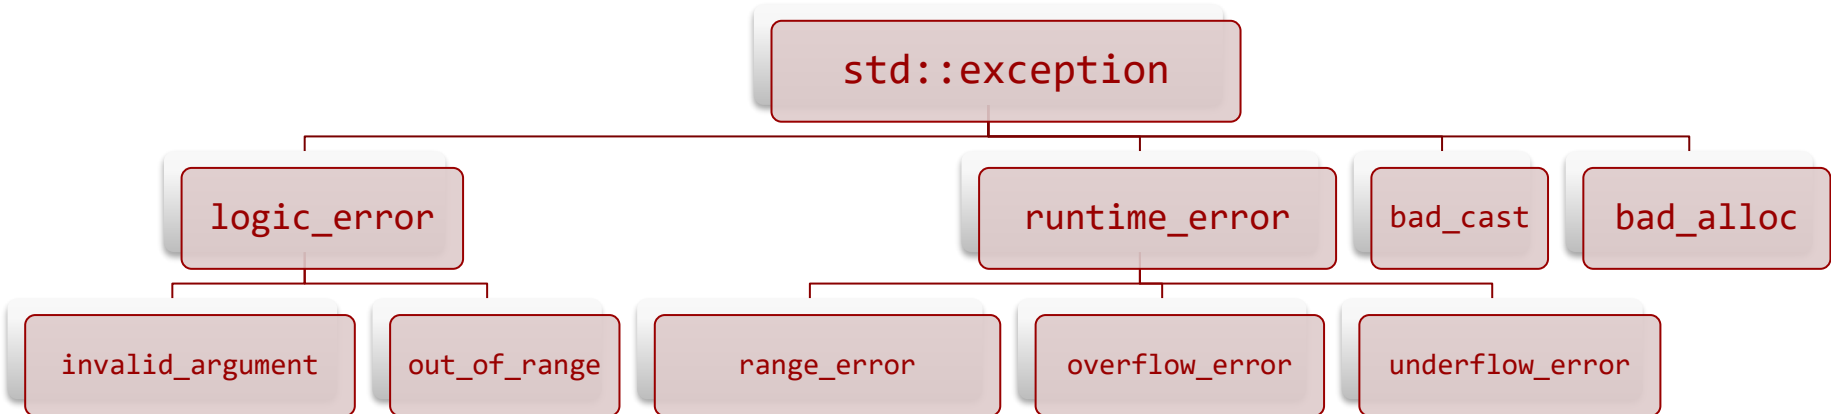 std::exception
logic_error
runtime_error
bad_cast
bad_alloc
invalid_argument
out_of_range
range_error
overflow_error
underflow_error